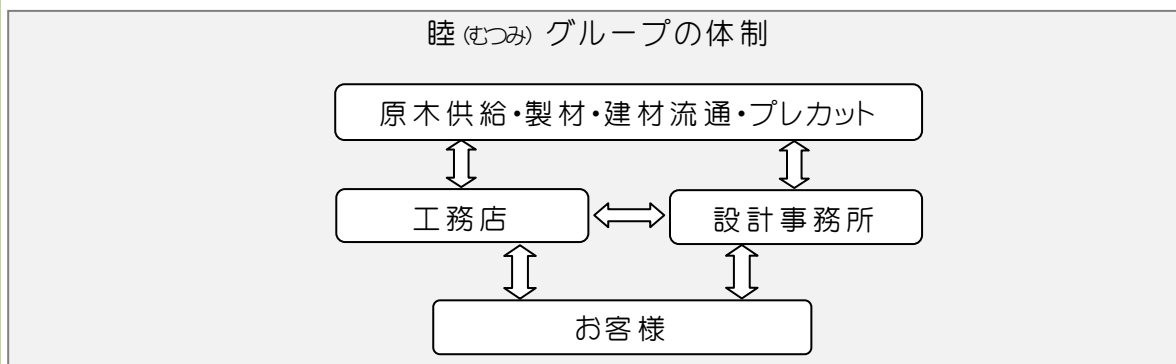 睦(むつみ)グループの体制
原木供給・製材・建材流通・プレカット
工務店
設計事務所
お客様